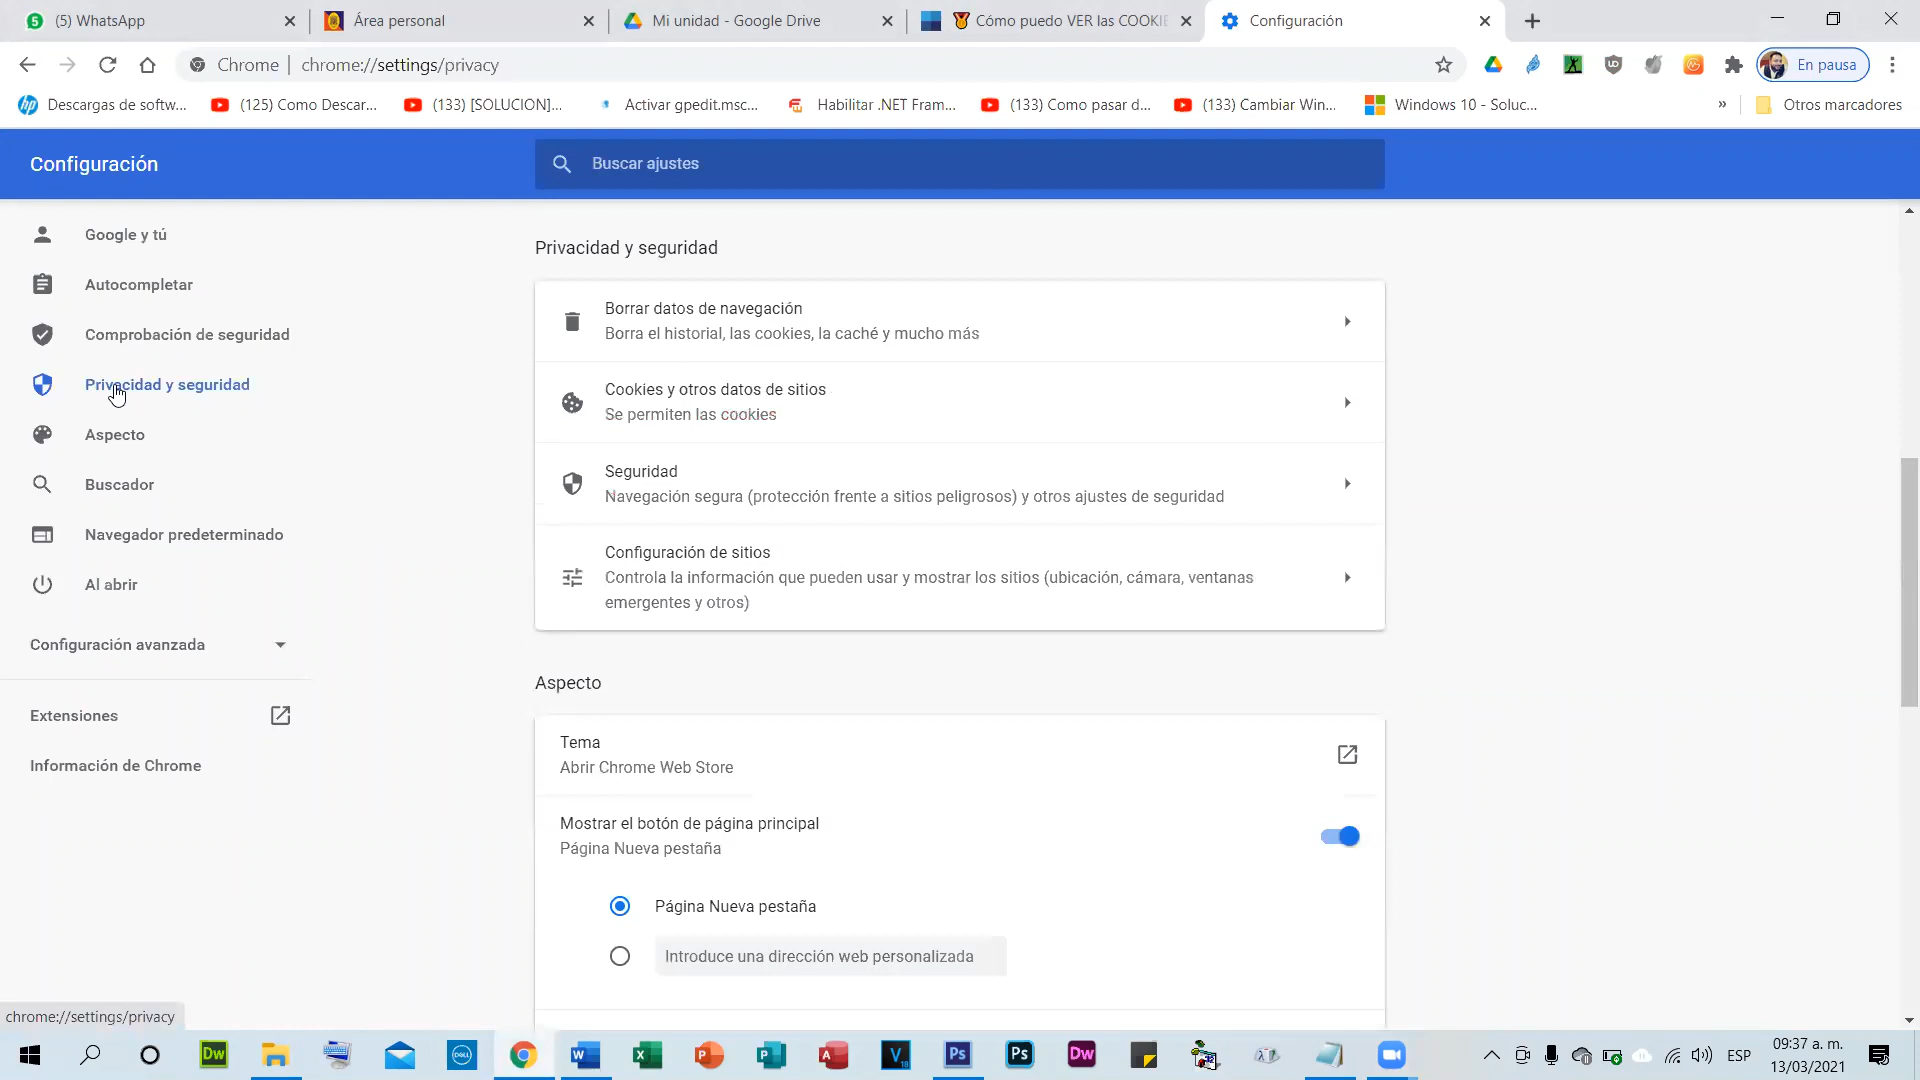 (5) WhatsApp
Área personal
Mi unidad - Google Drive
Cómo puedo VER las COOKIE
Configuración
Chrome | chrome://settings/privacy
En pausa
Descargas de softw...
(125) Como Descar...
(133) [SOLUCION]...
Activar gpedit.msc...
Habilitar .NET Fram...
(133) Como pasar d...
(133) Cambiar Win...
Windows 10 - Soluc...
»
Otros marcadores
Configuración
Buscar ajustes
Google y tú
Autocompletar
Comprobación de seguridad
Privacidad y seguridad
Aspecto
Buscador
Navegador predeterminado
Al abrir
Configuración avanzada
Extensiones
Información de Chrome
Privacidad y seguridad
Borrar datos de navegación
Borra el historial, las cookies, la caché y mucho más
Cookies y otros datos de sitios
Se permiten las cookies
Seguridad
Navegación segura (protección frente a sitios peligrosos) y otros ajustes de seguridad
Configuración de sitios
Controla la información que pueden usar y mostrar los sitios (ubicación, cámara, ventanas
emergentes y otros)
Aspecto
Tema
Abrir Chrome Web Store
Mostrar el botón de página principal
Página Nueva pestaña
Página Nueva pestaña
Introduce una dirección web personalizada
chrome://settings/privacy
ESP
09:37 a. m.
13/03/2021